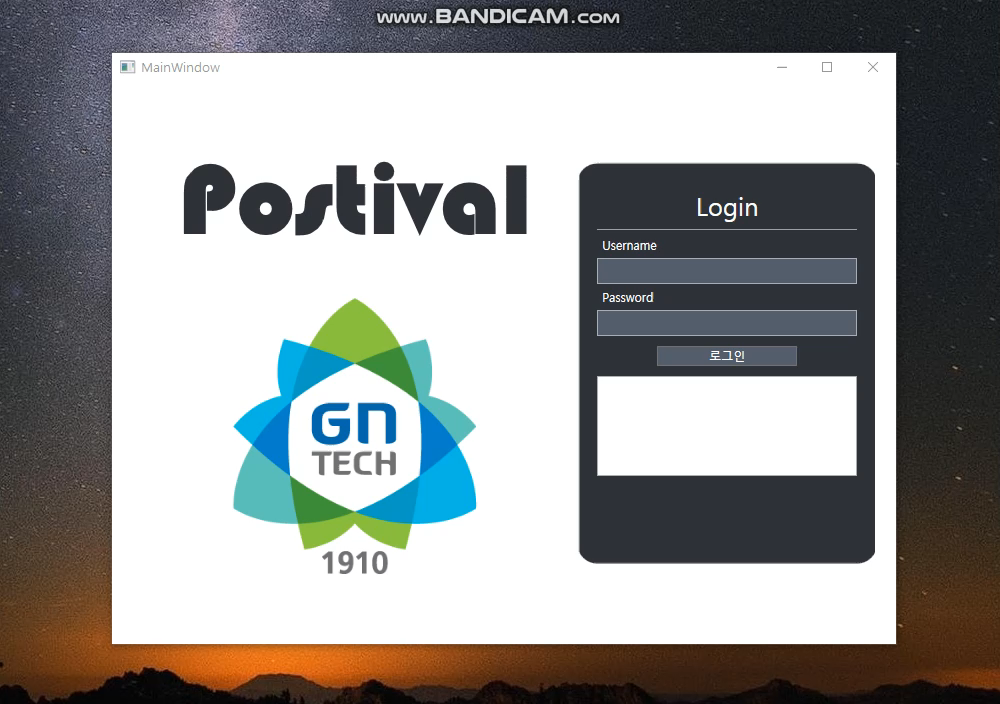 www.BANDICAM.com
MainWindow
Postival
Login
Username
Password
로그인
GN
TECH
1910